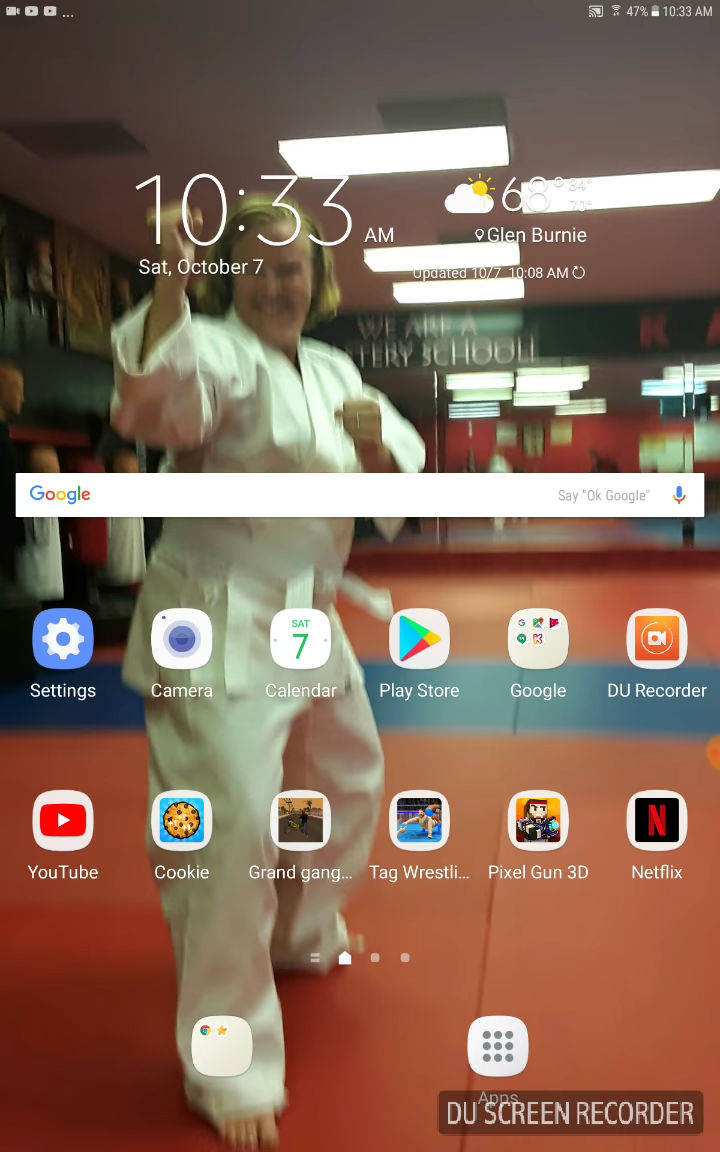 ... 47% 10:33 AM
10:33 AM
68° 84°
70°
Glen Burnie
Sat, October 7
Updated 10/7 10:08 AM
WE ARE A
TERY SCHOOL!
K A
Google Say "Ok Google"
SAT
7
Settings Camera Calendar Play Store Google DU Recorder
YouTube Cookie Grand gang... Tag Wrestli... Pixel Gun 3D Netflix
Apps
DU SCREEN RECORDER